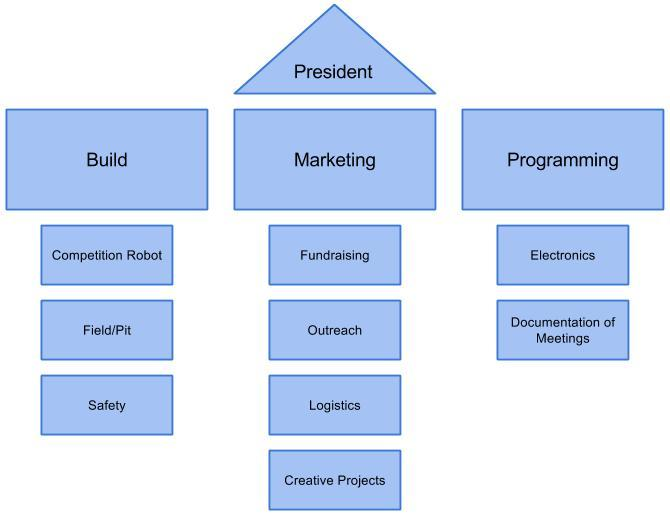 President
Build
Marketing
Programming
Competition Robot
Fundraising
Electronics
Field/Pit
Outreach
Documentation of
Meetings
Safety
Logistics
Creative Projects